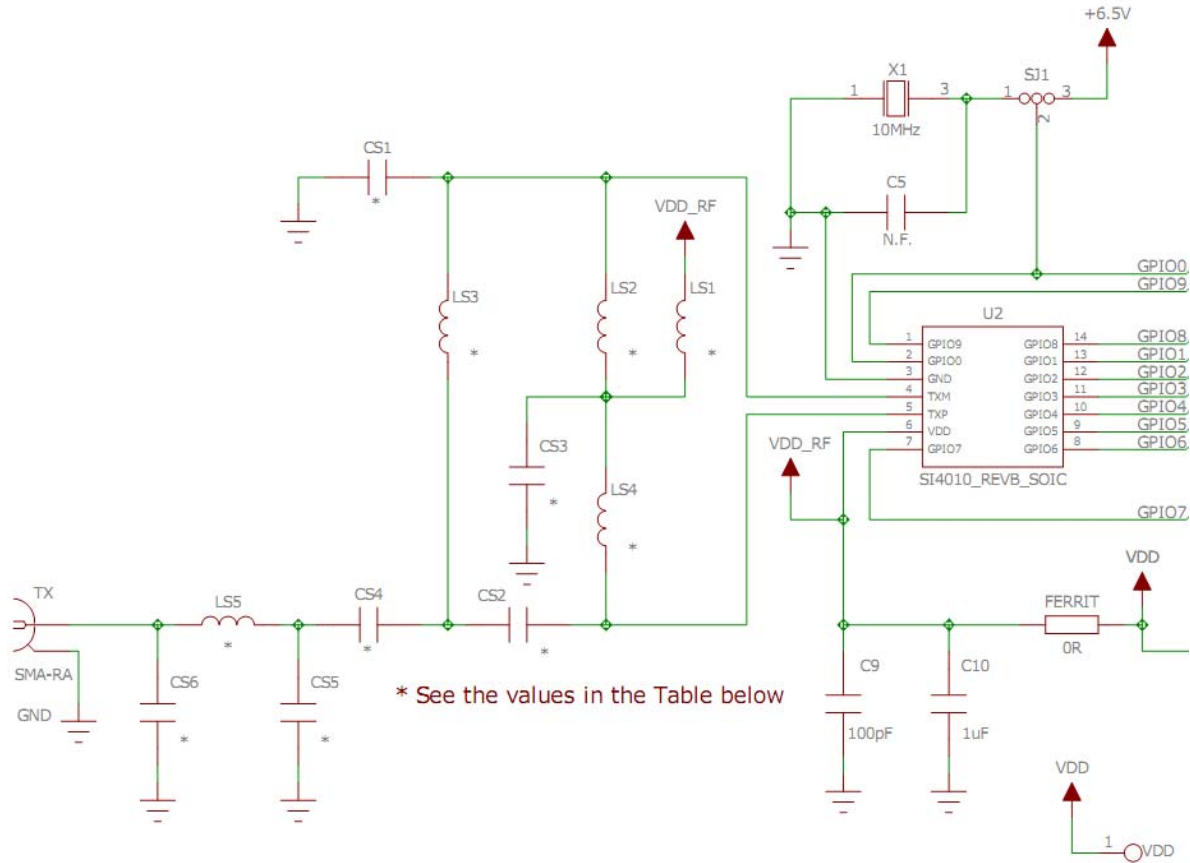 +6.5V
X1
SJ1
1
3
1
3
2
10MHz
CS1
*
C5
N.F.
VDD_RF
GPIO0
GPIO9
LS3
*
LS2
*
LS1
*
U2
1 GPIO9
2 GPIO0
3 GND
4 TXM
5 TXP
6 VDD
7 GPIO7
GPIO8 14
GPIO1 13
GPIO2 12
GPIO3 11
GPIO4 10
GPIO5 9
GPIO6 8
GPIO8
GPIO1
GPIO2
GPIO3
GPIO4
GPIO5
GPIO6
SI4010_REVB_SOIC
GPIO7
CS3
*
LS4
*
VDD_RF
VDD
TX
SMA-RA
GND
LS5
*
CS4
*
CS2
*
FERRIT
0R
CS6
*
CS5
*
* See the values in the Table below
C9
100pF
C10
1uF
VDD
1
VDD